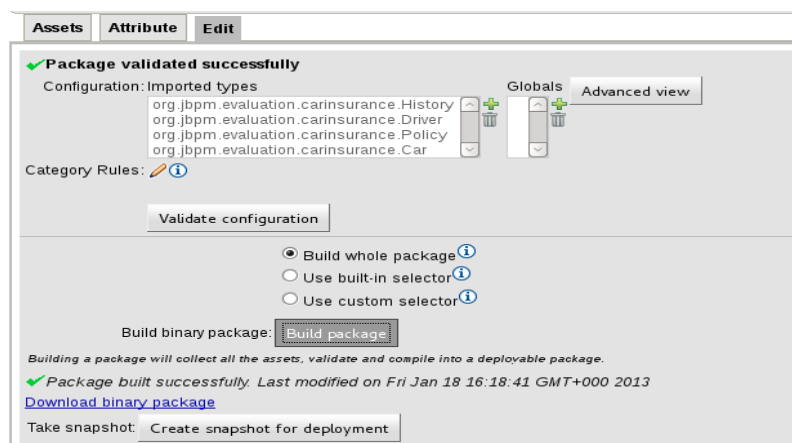 Assets Attribute Edit
Package validated successfully
Configuration: Imported types Globals Advanced view
org.jbpm.evaluation.carinsurance.History
org.jbpm.evaluation.carinsurance.Driver
org.jbpm.evaluation.carinsurance.Policy
org.jbpm.evaluation.carinsurance.Car
Category Rules:
Validate configuration
Build whole package
Use built-in selector
Use custom selector
Build binary package: Build package
Building a package will collect all the assets, validate and compile into a deployable package.
Package built successfully. Last modified on Fri Jan 18 16:18:41 GMT+000 2013
Download binary package
Take snapshot: Create snapshot for deployment